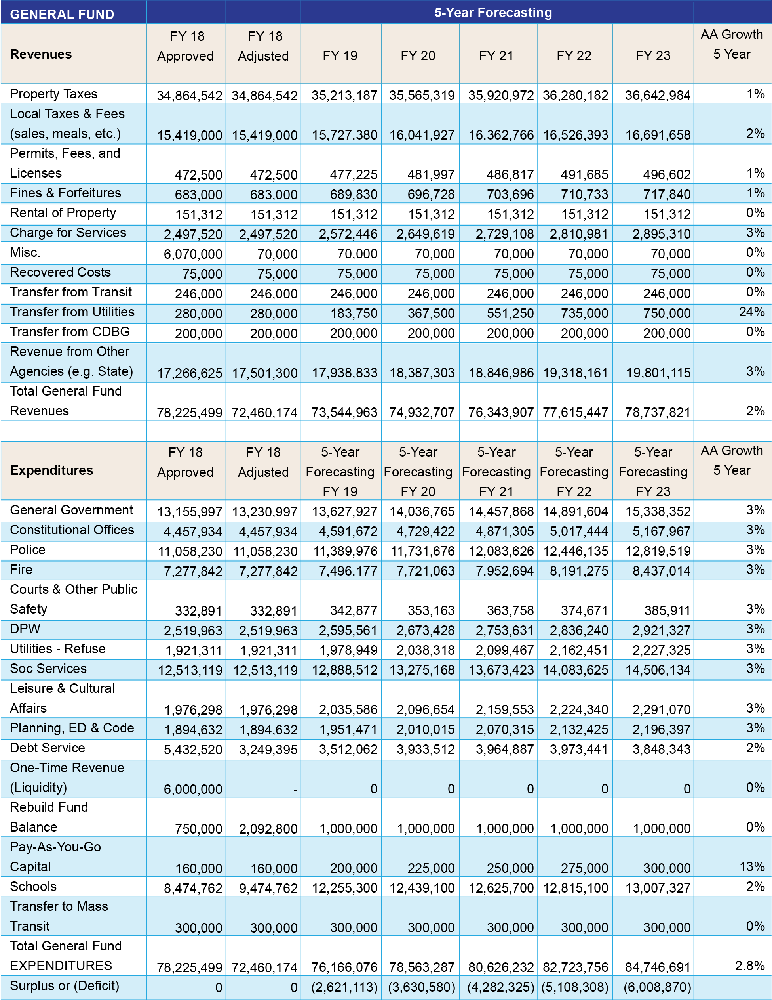 GENERAL FUND 5-Year Forecasting
Revenues FY 18 Approved FY 18 Adjusted FY 19 FY 20 FY 21 FY 22 FY 23 AA Growth 5 Year
Property Taxes 34,864,542 34,864,542 35,213,187 35,565,319 35,920,972 36,280,182 36,642,984 1%
Local Taxes & Fees
(sales, meals, etc.) 15,419,000 15,419,000 15,727,380 16,041,927 16,362,766 16,526,393 16,691,658 2%
Permits, Fees, and
Licenses 472,500 472,500 477,225 481,997 486,817 491,685 496,602 1%
Fines & Forfeitures 683,000 683,000 689,830 696,728 703,696 710,733 717,840 1%
Rental of Property 151,312 151,312 151,312 151,312 151,312 151,312 151,312 0%
Charge for Services 2,497,520 2,497,520 2,572,446 2,649,619 2,729,108 2,810,981 2,895,310 3%
Misc. 6,070,000 70,000 70,000 70,000 70,000 70,000 70,000 0%
Recovered Costs 75,000 75,000 75,000 75,000 75,000 75,000 75,000 0%
Transfer from Transit 246,000 246,000 246,000 246,000 246,000 246,000 246,000 0%
Transfer from Utilities 280,000 280,000 183,750 367,500 551,250 735,000 750,000 24%
Transfer from CDBG 200,000 200,000 200,000 200,000 200,000 200,000 200,000 0%
Revenue from Other
Agencies (e.g. State) 17,266,625 17,501,300 17,938,833 18,387,303 18,846,986 19,318,161 19,801,115 3%
Total General Fund
Revenues 78,225,499 72,460,174 73,544,963 74,932,707 76,343,907 77,615,447 78,737,821 2%
Expenditures FY 18 Approved FY 18 Adjusted 5-Year Forecasting FY 19 5-Year Forecasting FY 20 5-Year Forecasting FY 21 5-Year Forecasting FY 22 5-Year Forecasting FY 23 AA Growth 5 Year
General Government 13,155,997 13,230,997 13,627,927 14,036,765 14,457,868 14,891,604 15,338,352 3%
Constitutional Offices 4,457,934 4,457,934 4,591,672 4,729,422 4,871,305 5,017,444 5,167,967 3%
Police 11,058,230 11,058,230 11,389,976 11,731,676 12,083,626 12,446,135 12,819,519 3%
Fire 7,277,842 7,277,842 7,496,177 7,721,063 7,952,694 8,191,275 8,437,014 3%
Courts & Other Public
Safety 332,891 332,891 342,877 353,163 363,758 374,671 385,911 3%
DPW 2,519,963 2,519,963 2,595,561 2,673,428 2,753,631 2,836,240 2,921,327 3%
Utilities - Refuse 1,921,311 1,921,311 1,978,949 2,038,318 2,099,467 2,162,451 2,227,325 3%
Soc Services 12,513,119 12,513,119 12,888,512 13,275,168 13,673,423 14,083,625 14,506,134 3%
Leisure & Cultural
Affairs 1,976,298 1,976,298 2,035,586 2,096,654 2,159,553 2,224,340 2,291,070 3%
Planning, ED & Code 1,894,632 1,894,632 1,951,471 2,010,015 2,070,315 2,132,425 2,196,397 3%
Debt Service 5,432,520 3,249,395 3,512,062 3,933,512 3,964,887 3,973,441 3,848,343 2%
One-Time Revenue
(Liquidity) 6,000,000 - 0 0 0 0 0 0%
Rebuild Fund
Balance 750,000 2,092,800 1,000,000 1,000,000 1,000,000 1,000,000 1,000,000 0%
Pay-As-You-Go
Capital 160,000 160,000 200,000 225,000 250,000 275,000 300,000 13%
Schools 8,474,762 9,474,762 12,255,300 12,439,100 12,625,700 12,815,100 13,007,327 2%
Transfer to Mass
Transit 300,000 300,000 300,000 300,000 300,000 300,000 300,000 0%
Total General Fund
EXPENDITURES 78,225,499 72,460,174 76,166,076 78,563,287 80,626,232 82,723,756 84,746,691 2.8%
Surplus or (Deficit) 0 0 (2,621,113) (3,630,580) (4,282,325) (5,108,308) (6,008,870)